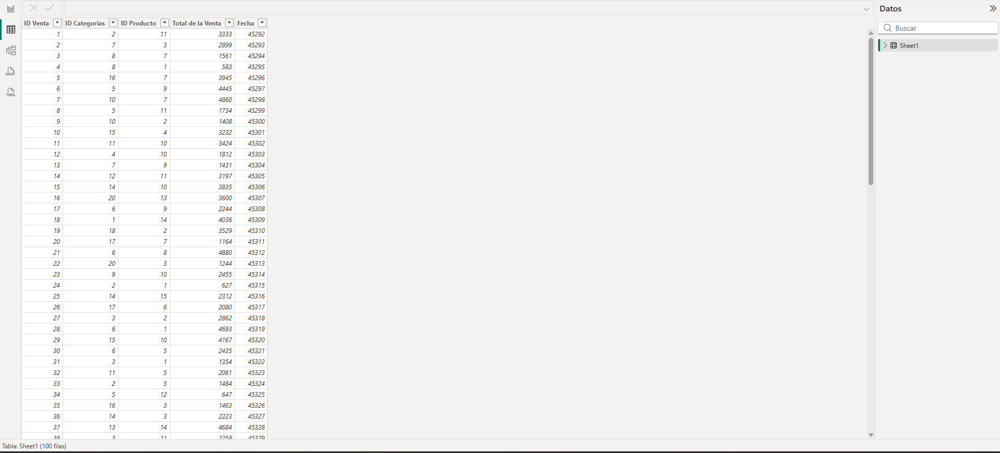 Datos
Buscar
Sheet1
DAX
TMDL
ID Venta ID Categorías ID Producto Total de la Venta Fecha
1 2 11 3333 45292
2 7 3 2899 45293
3 8 7 1561 45294
4 8 1 583 45295
5 16 7 3945 45296
6 5 9 4445 45297
7 10 7 4860 45298
8 5 11 1734 45299
9 10 2 1408 45300
10 15 4 3232 45301
11 11 10 3424 45302
12 4 10 1812 45303
13 7 9 1431 45304
14 12 11 3197 45305
15 14 10 3835 45306
16 20 13 3600 45307
17 6 9 2244 45308
18 1 14 4036 45309
19 18 2 3529 45310
20 17 7 1164 45311
21 6 8 4880 45312
22 20 3 1244 45313
23 9 10 2455 45314
24 2 1 627 45315
25 14 15 2312 45316
26 17 6 2080 45317
27 3 2 2862 45318
28 6 1 4693 45319
29 15 10 4167 45320
30 6 5 2435 45321
31 3 1 1354 45322
32 11 5 2061 45323
33 2 5 1484 45324
34 5 12 647 45325
35 16 3 1463 45326
36 14 3 2223 45327
37 13 14 4684 45328
38 3 11 2258 45329
Tabla: Sheet1 (100 filas)